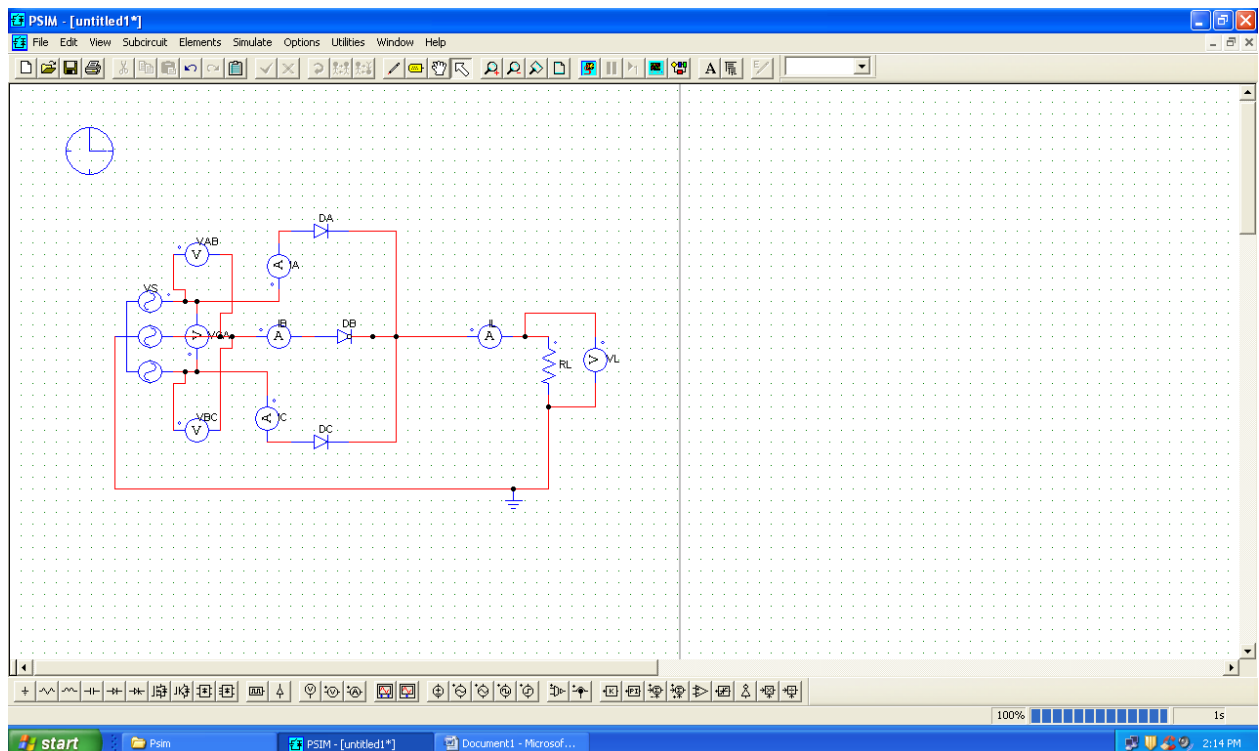 PSIM - [untitled1*]
File Edit View Subcircuit Elements Simulate Options Utilities Window Help
DA
VAB
IA
VS
VCA
IB
DB
IL
RL
VL
VBC
IC
DC
100% 1s
start Psim PSIM - [untitled1*] Document1 - Microsof... 2:14 PM